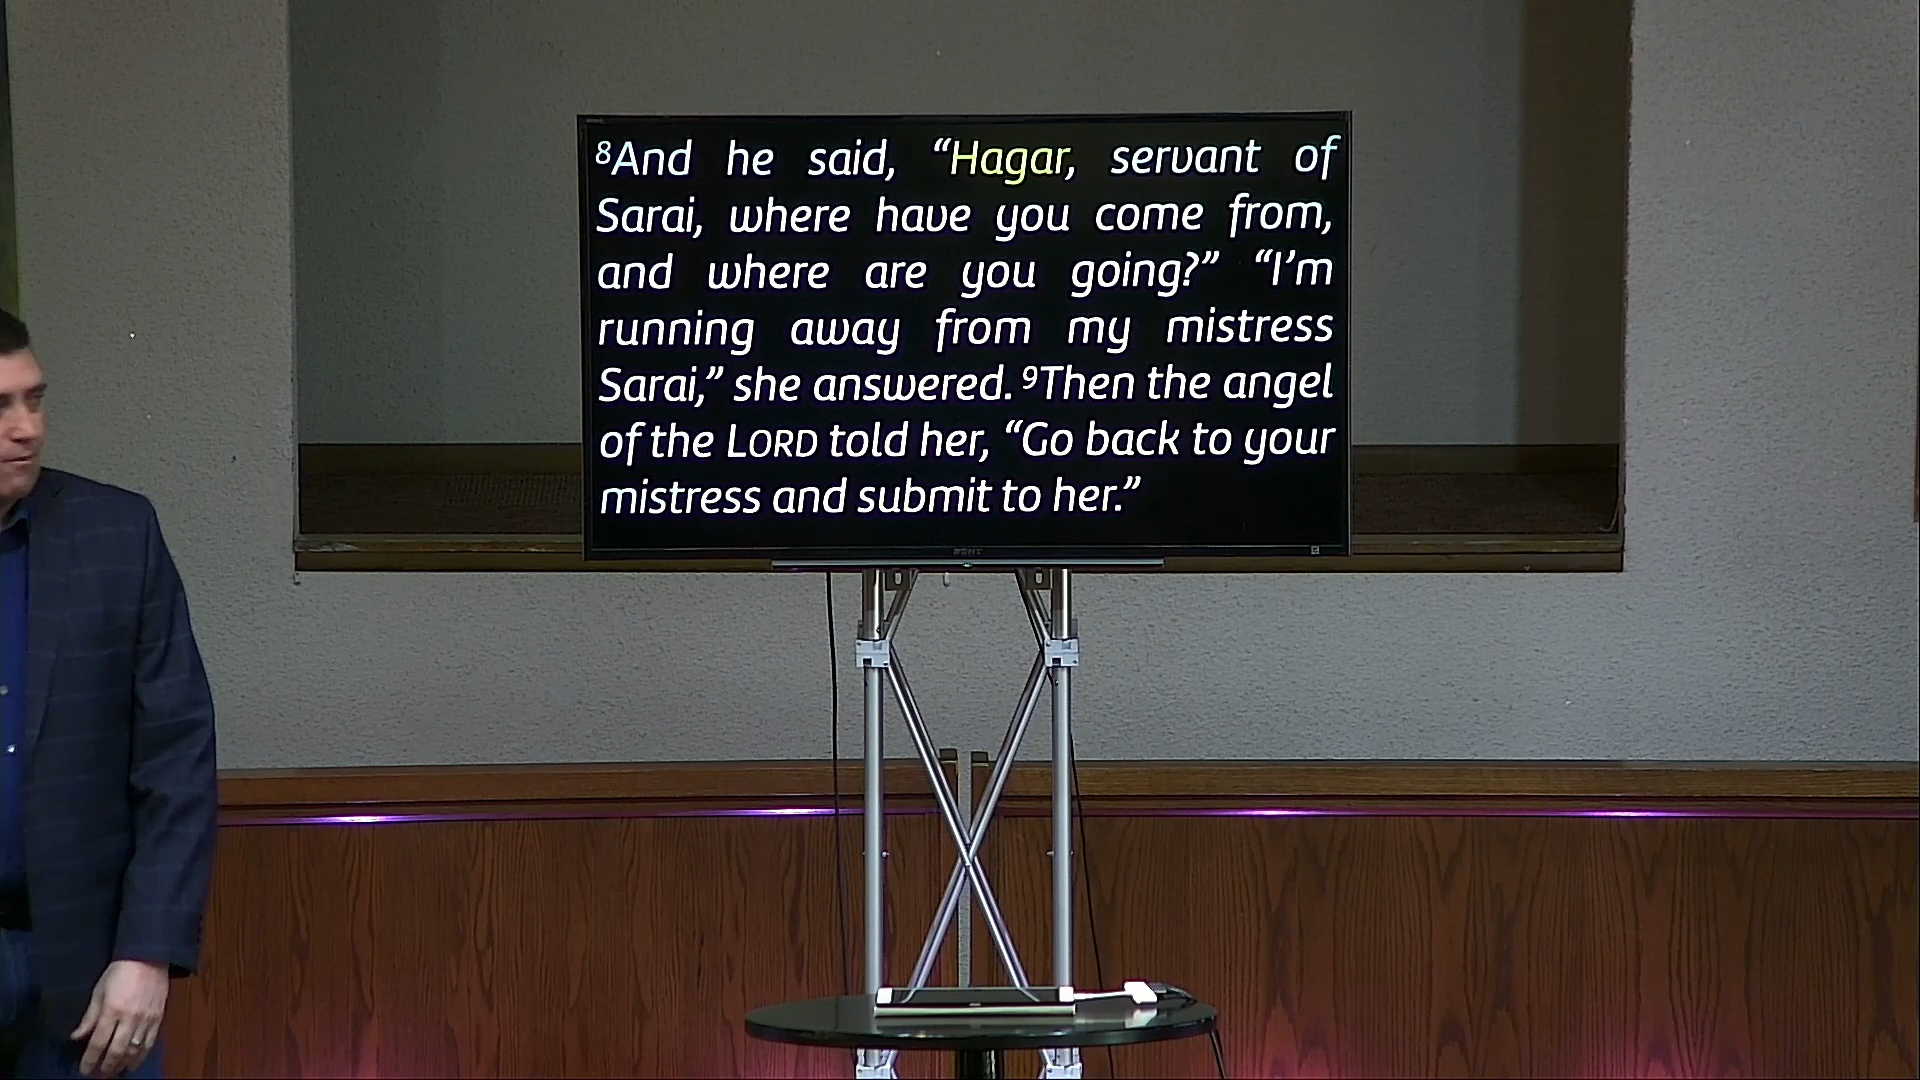 ⁸And he said, “Hagar, servant of
Sarai, where have you come from,
and where are you going?” “I’m
running away from my mistress
Sarai,” she answered. ⁹Then the angel
of the LORD told her, “Go back to your
mistress and submit to her.”
SONY